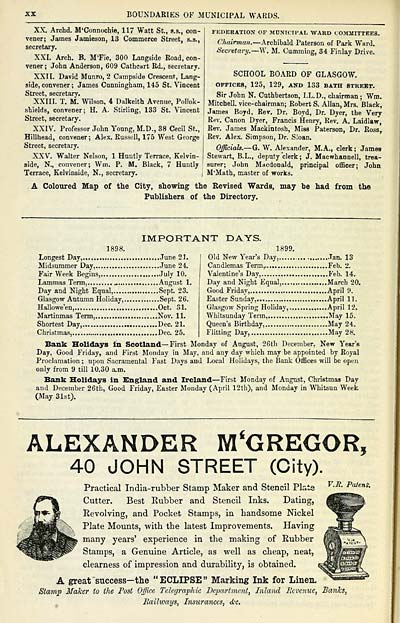 xx
BOUNDARIES OF MUNICIPAL WARDS.
XX. Archd. M'Connochie, 117 Watt St., s.s., con-
vener; James Jamieson, 13 Commerce Street, s.s.,
secretary.
XXI. Arch. B. M'Fie, 300 Langside Road, con-
vener; John Anderson, 609 Cathcart Rd., secretary.
XXII. David Munro, 2 Campside Crescent, Lang-
side, convener; James Cunningham, 145 St. Vincent
Street, secretary.
XXIII. T. M. Wilson, 4 Dalkeith Avenue, Pollok-
shields, convener; H. A. Stirling, 133 St. Vincent
Street, secretary.
XXIV. Professor John Young, M.D., 38 Cecil St.,
Hillhead, convener; Alex. Russell, 175 West George
Street, secretary.
XXV. Walter Nelson, 1 Huntly Terrace, Kelvin-
side, N., convener; Wm. P. M. Black, 7 Huntly
Terrace, Kelvinside, N., secretary.
FEDERATION OF MUNICIPAL WARD COMMITTEES.
Chairman.—Archibald Paterson of Park Ward.
Secretary.—W. M. Cumming, 34 Finlay Drive.
SCHOOL BOARD OF GLASGOW.
OFFICES, 125, 129, AND 133 BATH STREET.
Sir John N. Cuthbertson, LL.D., chairman; Wm.
Mitchell, vice-chairman; Robert S. Allan, Mrs. Black,
James Boyd, Rev. Dr. Boyd, Dr. Dyer, the Very
Rev. Canon Dyer, Francis Henry, Rev. A. Laidlaw,
Rev. James Mackintosh, Miss Paterson, Dr. Ross,
Rev. Alex. Simpson, Dr. Sloan.
Officials.—G. W. Alexander, M.A., clerk; James
Stewart, B.L., deputy clerk; J. Macwhannell, trea-
surer; John Macdonald, principal officer; John
M'Math, master of works.
A Coloured Map of the City, showing the Revised Wards, may be had from the
Publishers of the Directory.
IMPORTANT DAYS.
1898.
Longest Day,..............June 21.
Midsummer Day,..............June 24.
Fair Week Begins,..............July 10.
Lammas Term,..............August 1.
Day and Night Equal,..............Sept. 23.
Glasgow Autumn Holiday,..............Sept. 26.
Hallowe'en,..............Oct. 31.
Martinmas Term,..............Nov. 11.
Shortest Day,..............Dec. 21.
Christmas,..............Dec. 25.
1899.
Old New Year's Day,..............Jan. 13
Candlemas Term,..............Feb. 2.
Valentine's Day,..............Feb. 14.
Day and Night Equal,..............March 20.
Good Friday,..............April 9.
Easter Sunday,..............April 11.
Glasgow Spring Holiday,..............April 12.
Whitsunday Term,..............May 15.
Queen's Birthday,..............May 24.
Flitting Day,..............May 28.
Bank Holidays in Scotland—First Monday of August, 26th December, New Year's
Day, Good Friday, and First Monday in May, and any day which may be appointed by Royal
Proclamation; upon Sacramental Fast Days and Local Holidays, the Bank Offices will be open
only from 9 till 10.30 a.m.
Bank Holidays in England and Ireland—First Monday of August, Christmas Day
and December 26th, Good Friday, Easter Monday (April 12th), and Monday in Whitsun Week
(May 31st).
ALEXANDER M'GREGOR,
40 JOHN STREET (City).
Practical India-rubber Stamp Maker and Stencil Plate
Cutter. Best Rubber and Stencil Inks. Dating,
Revolving, and Pocket Stamps, in handsome Nickel
Plate Mounts, with the latest Improvements. Having
many years' experience in the making of Rubber
Stamps, a Genuine Article, as well as cheap, neat,
clearness of impression and durability, is obtained.
V.R. Patent.
A great success—the "ECLIPSE" Marking Ink for Linen.
Stamp Maker to the Post Office Telegraphic Department, Inland Revenue, Banks,
Railways, Insurances, &c.